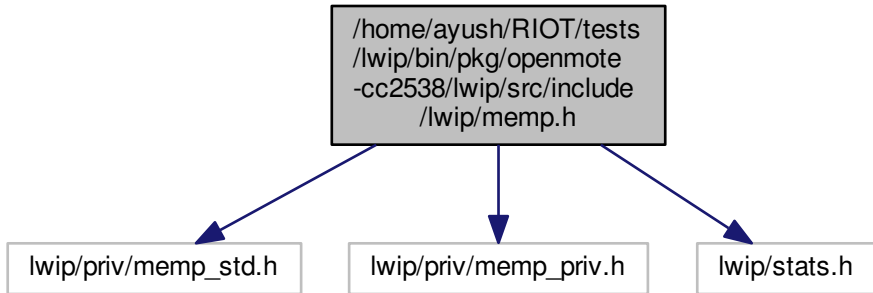 /home/ayush/RIOT/tests
/lwip/bin/pkg/openmote
-cc2538/lwip/src/include
/lwip/memp.h
lwip/priv/memp_std.h
lwip/priv/memp_priv.h
lwip/stats.h